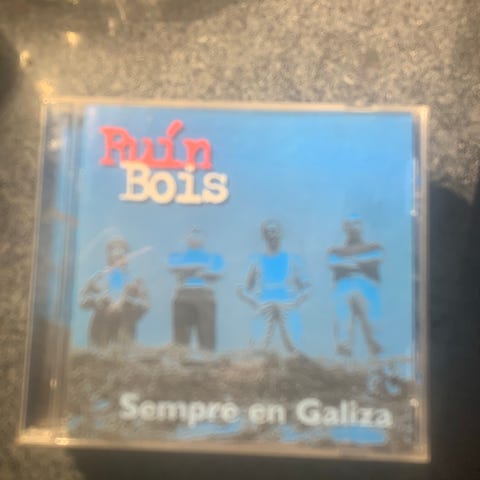 Ruín
Bois
Sempre en Galiza